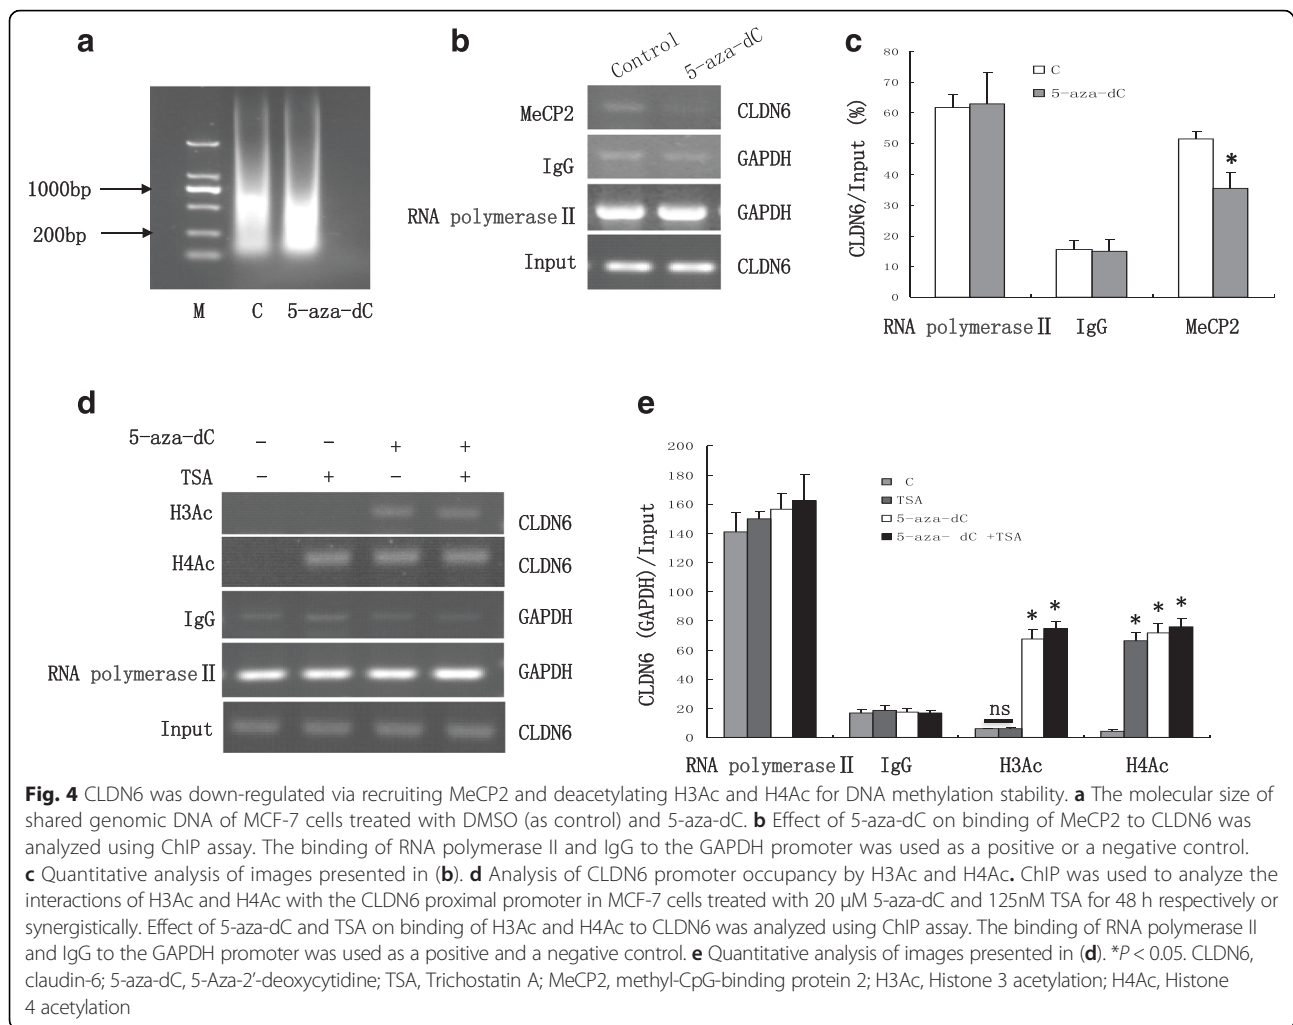 a
1000bp
200bp
M C 5-aza-dC
b
Control 5-aza-dC
MeCP2 CLDN6
IgG GAPDH
RNA polymeraseⅡ GAPDH
Input CLDN6
c
CLDN6/Input (%)
80
70
60
50
40
30
20
10
0
C
5-aza-dC
*
RNA polymeraseⅡ IgG MeCP2
d
5-aza-dC − − + +
TSA − + − +
H3Ac CLDN6
H4Ac CLDN6
IgG GAPDH
RNA polymeraseⅡ GAPDH
Input CLDN6
e
CLDN6 (GAPDH)/Input
200
180
160
140
120
100
80
60
40
20
0
C
TSA
5-aza-dC
5-aza- dC +TSA
ns
* * * * *
RNA polymeraseⅡ IgG H3Ac H4Ac
Fig. 4 CLDN6 was down-regulated via recruiting MeCP2 and deacetylating H3Ac and H4Ac for DNA methylation stability. a The molecular size of
shared genomic DNA of MCF-7 cells treated with DMSO (as control) and 5-aza-dC. b Effect of 5-aza-dC on binding of MeCP2 to CLDN6 was
analyzed using ChIP assay. The binding of RNA polymerase II and IgG to the GAPDH promoter was used as a positive or a negative control.
c Quantitative analysis of images presented in (b). d Analysis of CLDN6 promoter occupancy by H3Ac and H4Ac. ChIP was used to analyze the
interactions of H3Ac and H4Ac with the CLDN6 proximal promoter in MCF-7 cells treated with 20 μM 5-aza-dC and 125nM TSA for 48 h respectively or
synergistically. Effect of 5-aza-dC and TSA on binding of H3Ac and H4Ac to CLDN6 was analyzed using ChIP assay. The binding of RNA polymerase II
and IgG to the GAPDH promoter was used as a positive and a negative control. e Quantitative analysis of images presented in (d). *P < 0.05. CLDN6,
claudin-6; 5-aza-dC, 5-Aza-2′-deoxycytidine; TSA, Trichostatin A; MeCP2, methyl-CpG-binding protein 2; H3Ac, Histone 3 acetylation; H4Ac, Histone
4 acetylation